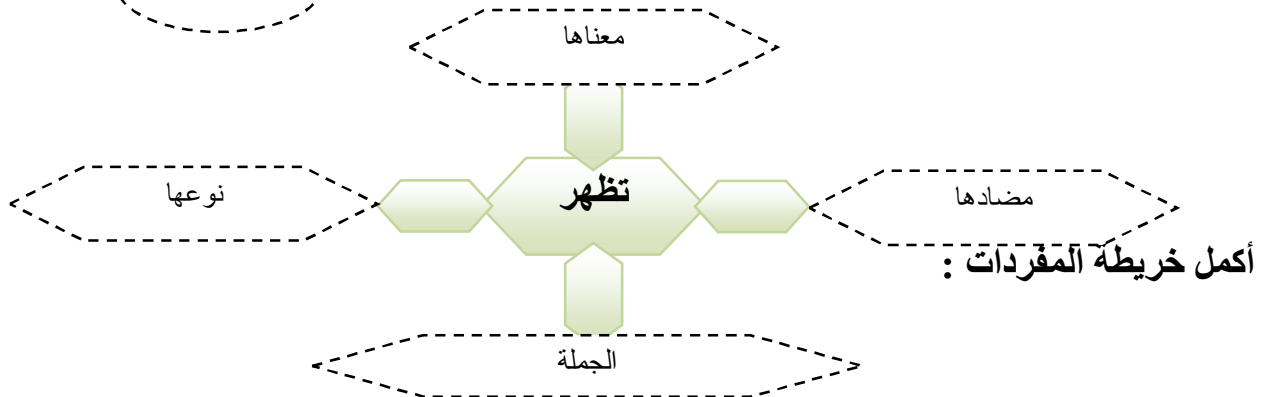 معناها
مضادها
تظهر
نوعها
أكمل خريطة المفردات :
الجملة